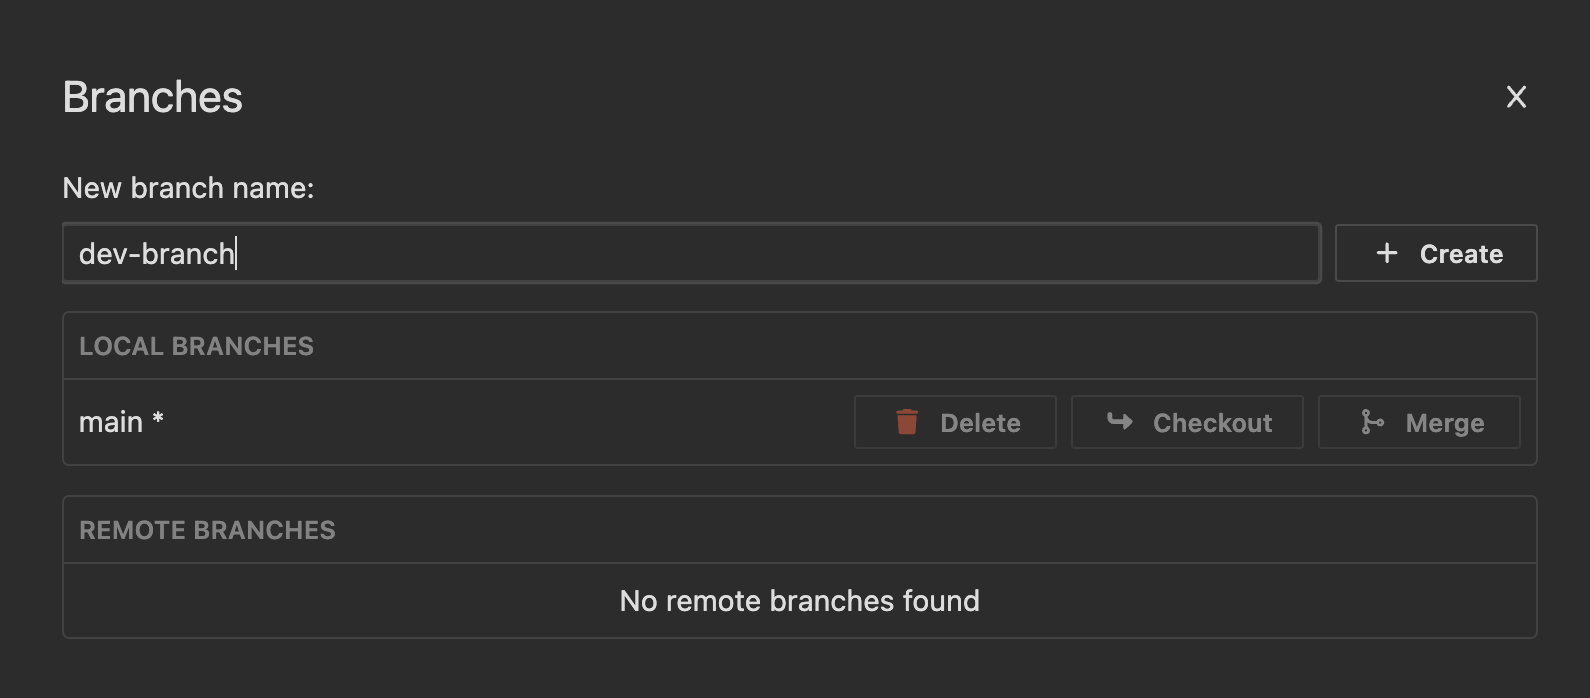 Branches
New branch name:
dev-branch
Create
LOCAL BRANCHES
main *
Delete
Checkout
Merge
REMOTE BRANCHES
No remote branches found